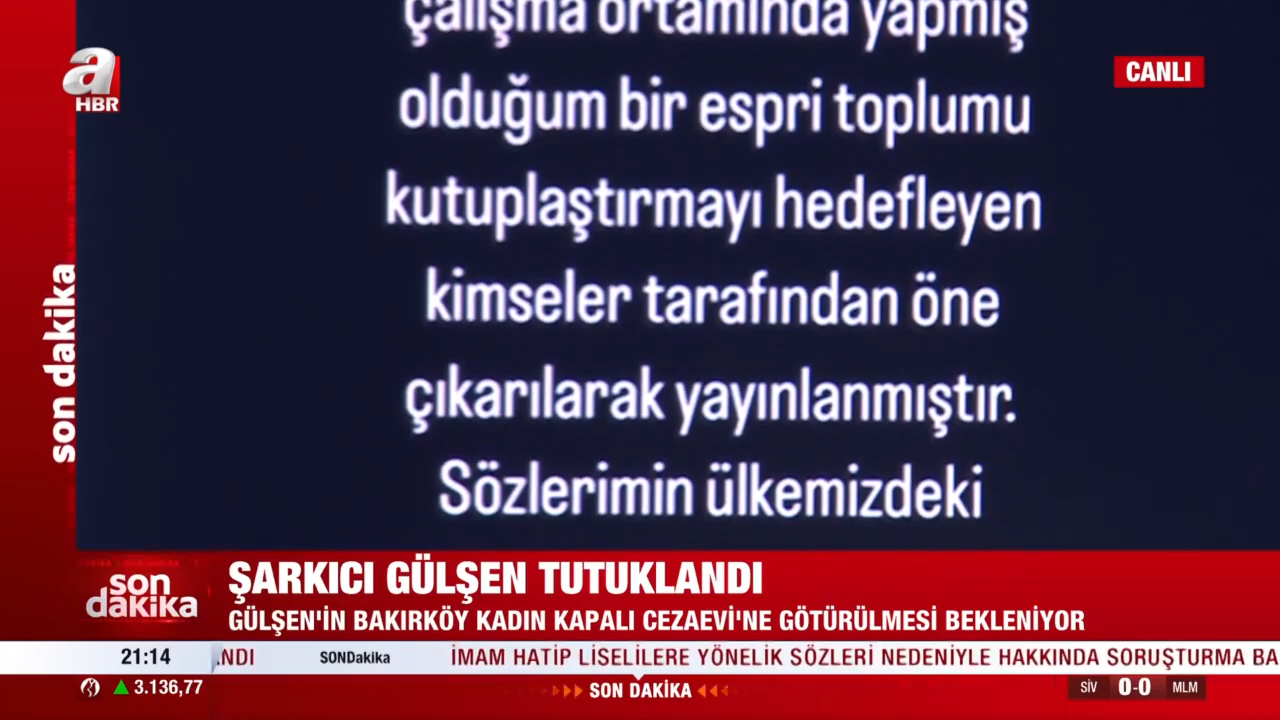 çalışma ortamında yapmış
olduğum bir espri toplumu
kutuplaştırmayı hedefleyen
kimseler tarafından öne
çıkarılarak yayınlanmıştır.
Sözlerimin ülkemizdeki
a
HBR
CANLI
son dakika
son
dakika
ŞARKICI GÜLŞEN TUTUKLANDI
GÜLŞEN'İN BAKIRKÖY KADIN KAPALI CEZAEVİ'NE GÖTÜRÜLMESİ BEKLENİYOR
21:14
NDI SONDakika İMAM HATİP LİSELİLERE YÖNELİK SÖZLERİ NEDENİYLE HAKKINDA SORUŞTURMA BA
3.136,77
SON DAKİKA
SİV 0-0 MLM